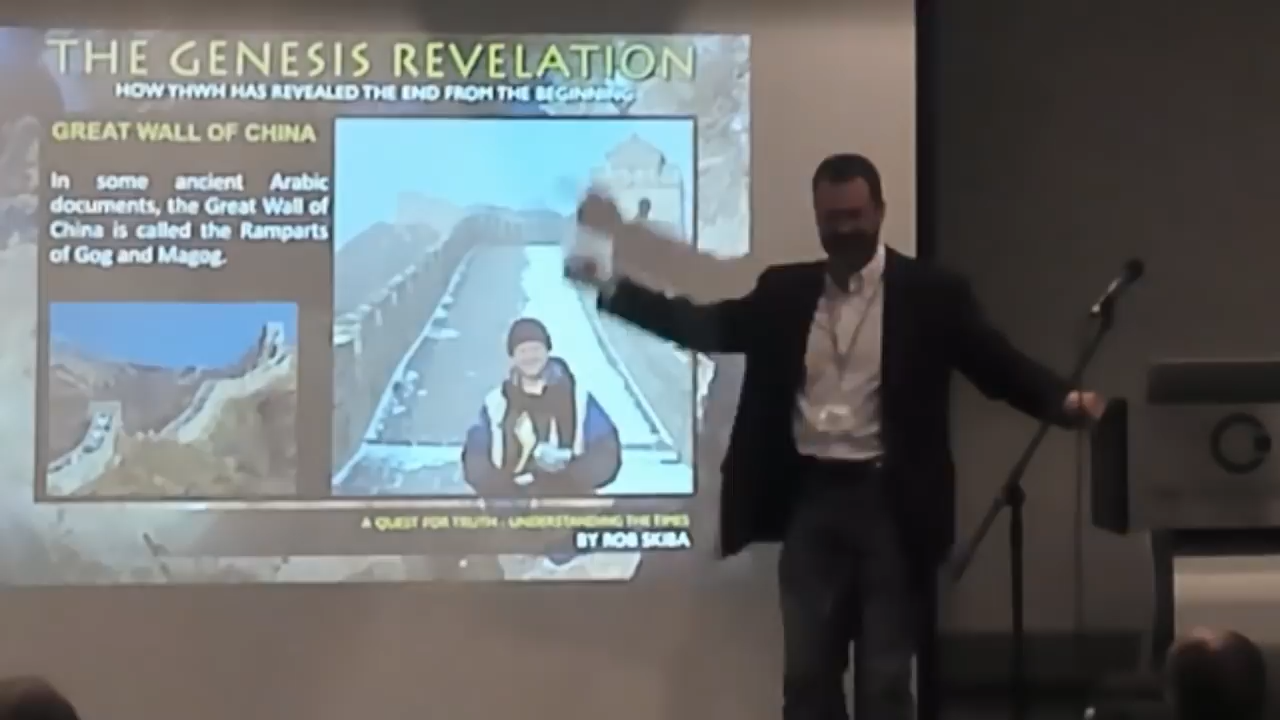 THE GENESIS REVELATION
HOW YHWH HAS REVEALED THE END FROM THE BEGINNING
GREAT WALL OF CHINA
In some ancient Arabic
documents, the Great Wall of
China is called the Ramparts
of Gog and Magog.
A QUEST FOR TRUTH - UNDERSTANDING THE TIMES
BY ROB SKIBA